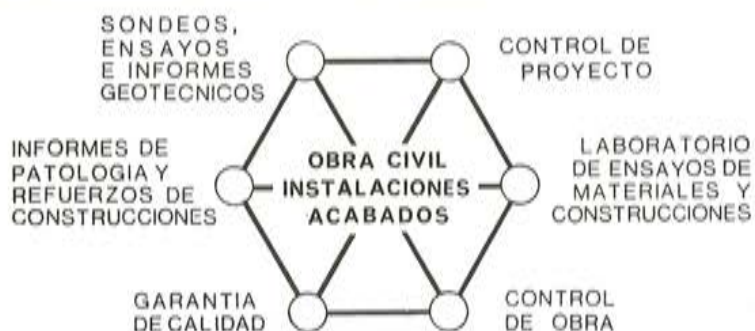 SONDEOS,
ENSAYOS
E INFORMES
GEOTECNICOS
CONTROL DE
PROYECTO
INFORMES DE
PATOLOGIA Y
REFUERZOS DE
CONSTRUCCIONES
OBRA CIVIL
INSTALACIONES
ACABADOS
LABORATORIO
DE ENSAYOS DE
MATERIALES Y
CONSTRUCCIONES
GARANTIA
DE CALIDAD
CONTROL
DE OBRA